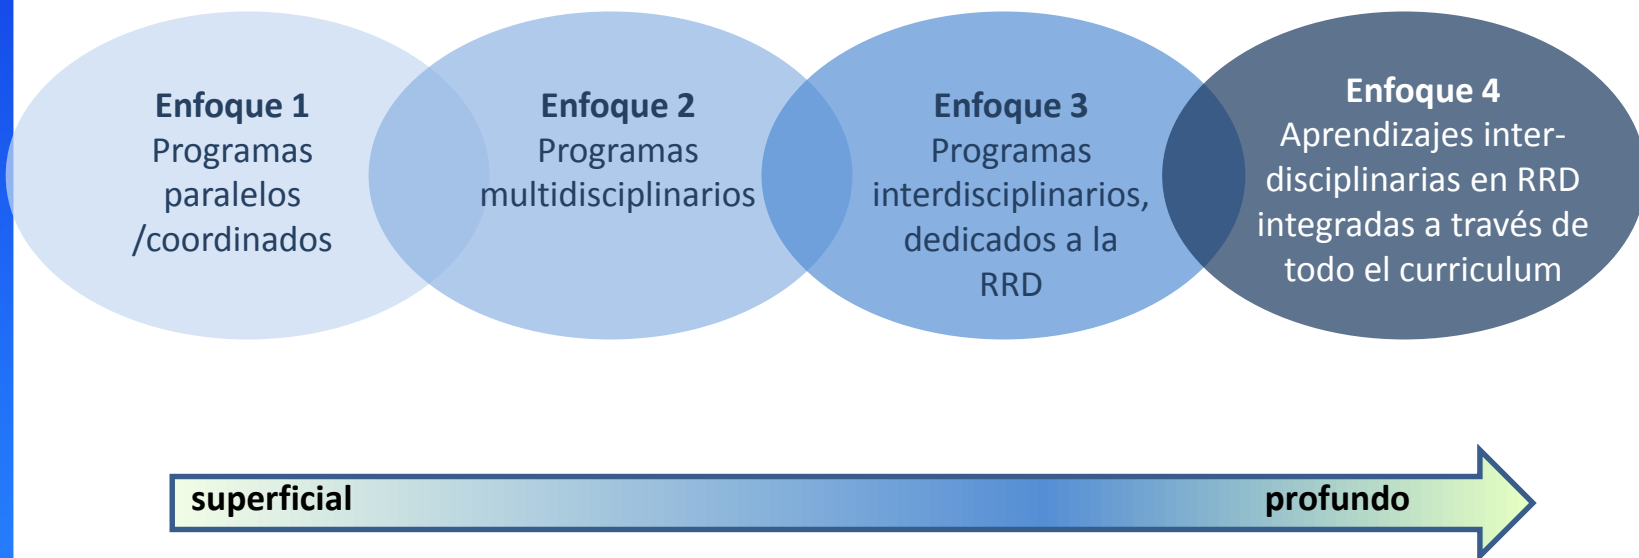 Enfoque 1
Programas
paralelos
/coordinados
Enfoque 2
Programas
multidisciplinarios
Enfoque 3
Programas
interdisciplinarios,
dedicados a la
RRD
Enfoque 4
Aprendizajes inter-
disciplinarias en RRD
integradas a través de
todo el curriculum
superficial
profundo